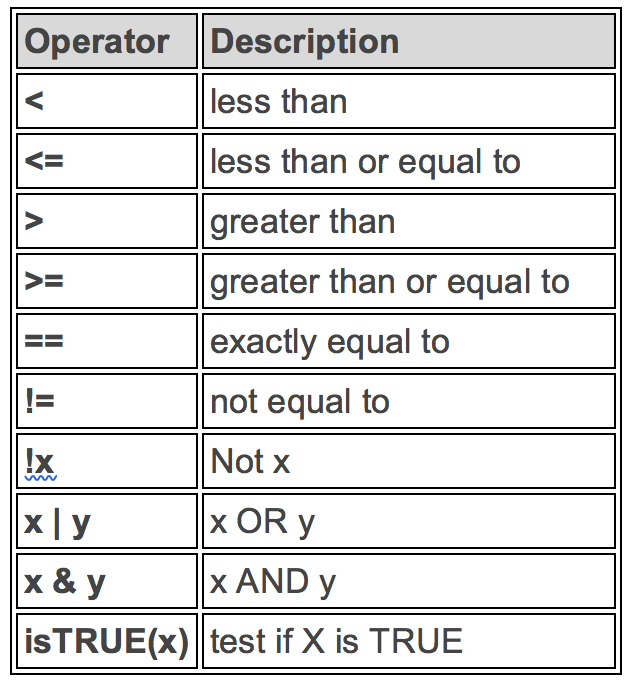 Operator Description
< less than
<= less than or equal to
> greater than
>= greater than or equal to
== exactly equal to
!= not equal to
!x Not x
x | y x OR y
x & y x AND y
isTRUE(x) test if X is TRUE